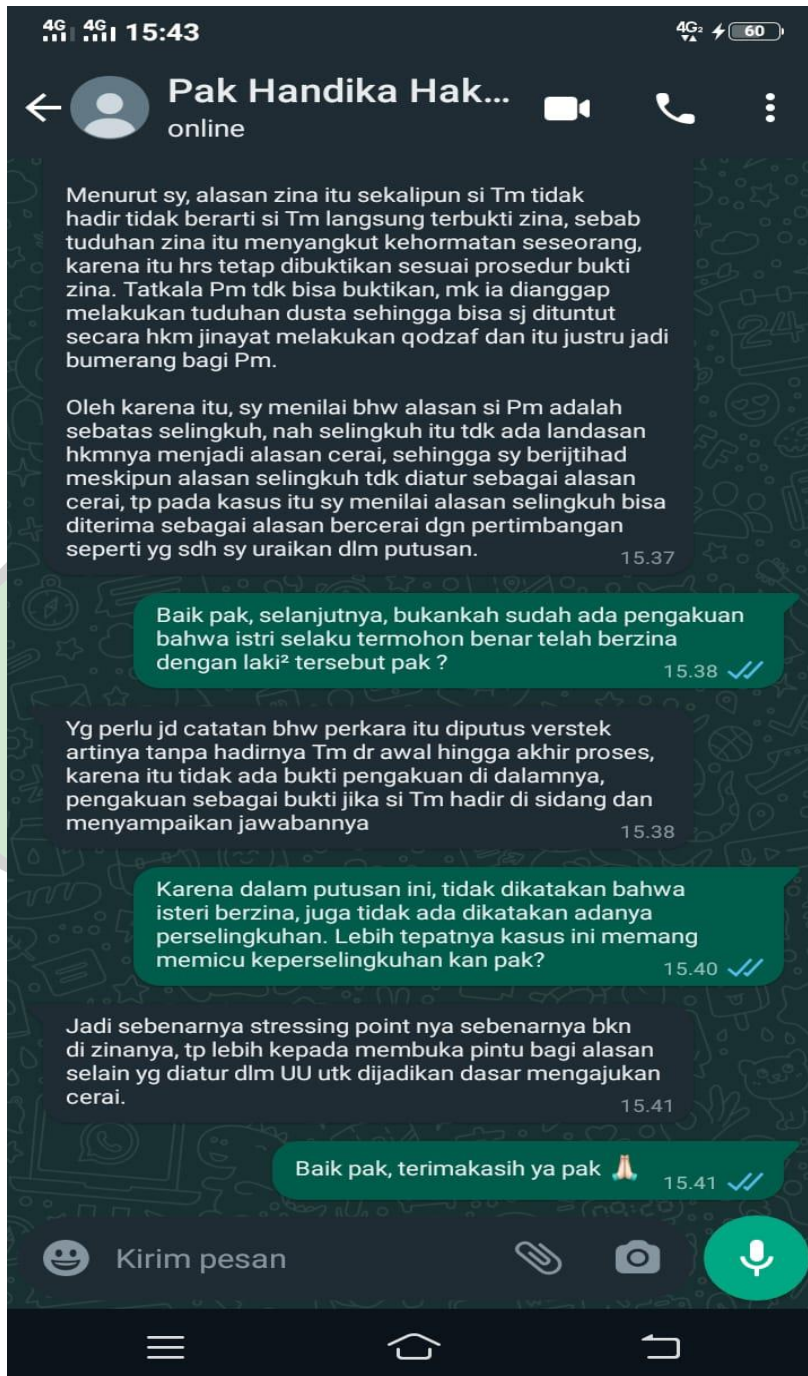 4G 4G 15:43 4G2 60
Pak Handika Hak...
online
Menurut sy, alasan zina itu sekalipun si Tm tidak
hadir tidak berarti si Tm langsung terbukti zina, sebab
tuduhan zina itu menyangkut kehormatan seseorang,
karena itu hrs tetap dibuktikan sesuai prosedur bukti
zina. Tatkala Pm tdk bisa buktikan, mk ia dianggap
melakukan tuduhan dusta sehingga bisa sj dituntut
secara hkm jinayat melakukan qodzaf dan itu justru jadi
bumerang bagi Pm.
Oleh karena itu, sy menilai bhw alasan si Pm adalah
sebatas selingkuh, nah selingkuh itu tdk ada landasan
hkmnya menjadi alasan cerai, sehingga sy berijtihad
meskipun alasan selingkuh tdk diatur sebagai alasan
cerai, tp pada kasus itu sy menilai alasan selingkuh bisa
diterima sebagai alasan bercerai dgn pertimbangan
seperti yg sdh sy uraikan dlm putusan.
15.37
Baik pak, selanjutnya, bukankah sudah ada pengakuan
bahwa istri selaku termohon benar telah berzina
dengan laki² tersebut pak ?
15.38
Yg perlu jd catatan bhw perkara itu diputus verstek
artinya tanpa hadirnya Tm dr awal hingga akhir proses,
karena itu tidak ada bukti pengakuan di dalamnya,
pengakuan sebagai bukti jika si Tm hadir di sidang dan
menyampaikan jawabannya
15.38
Karena dalam putusan ini, tidak dikatakan bahwa
isteri berzina, juga tidak ada dikatakan adanya
perselingkuhan. Lebih tepatnya kasus ini memang
memicu keperselingkuhan kan pak?
15.40
Jadi sebenarnya stressing point nya sebenarnya bkn
di zinanya, tp lebih kepada membuka pintu bagi alasan
selain yg diatur dlm UU utk dijadikan dasar mengajukan
cerai.
15.41
Baik pak, terimakasih ya pak 🙏🏻
15.41
Kirim pesan